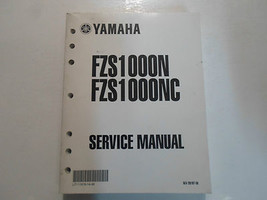 YAMAHA
FZS1000N
FZS1000NC
SERVICE MANUAL